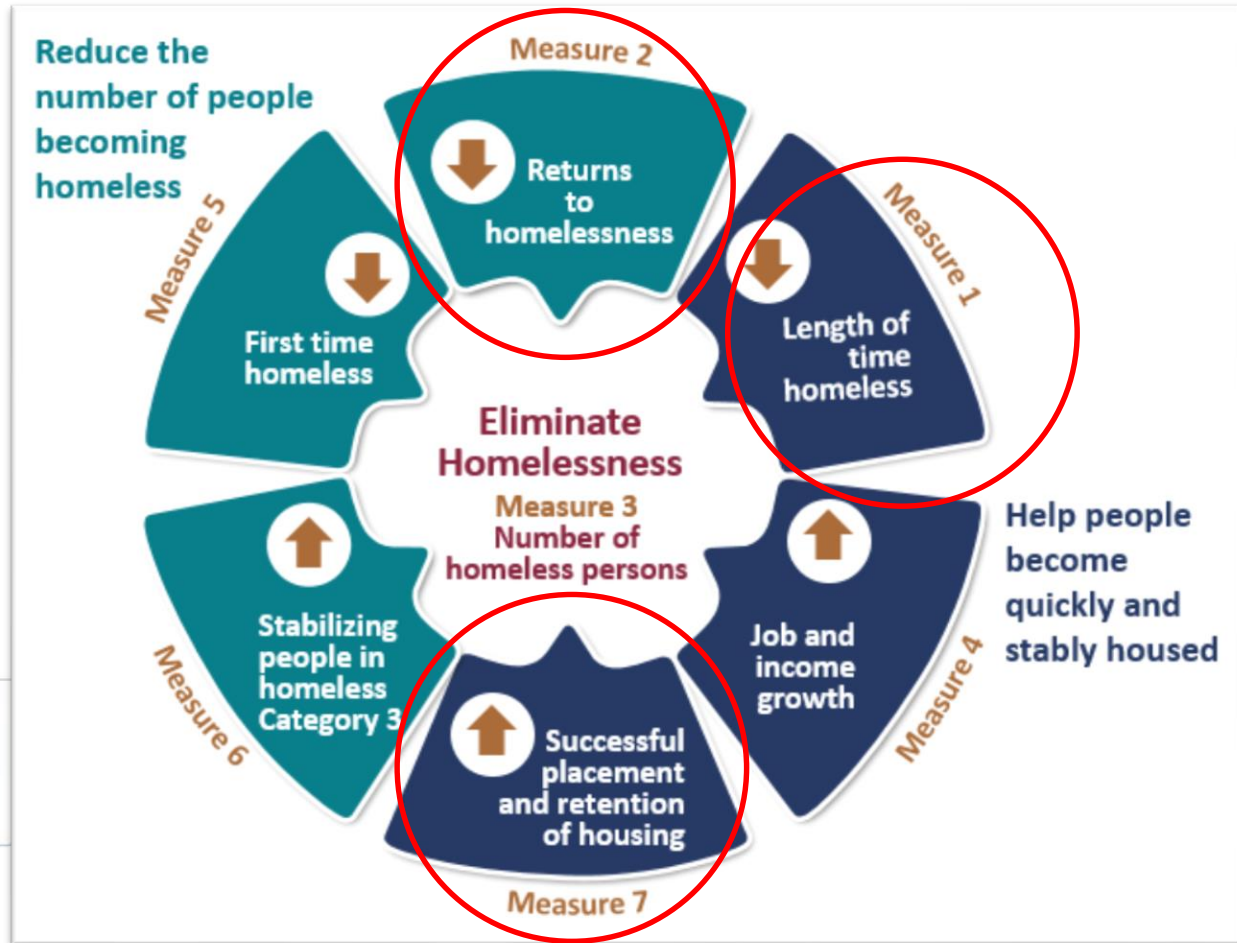 Reduce the
number of people
becoming
homeless
Measure 2
Returns
to
homelessness
Measure 1
Length of
time
homeless
Measure 5
First time
homeless
Eliminate
Homelessness
Measure 3
Number of
homeless persons
Help people
become
quickly and
stably housed
Job and
income
growth
Measure 4
Stabilizing
people in
homeless
Category 3
Measure 6
Successful
placement
and retention
of housing
Measure 7